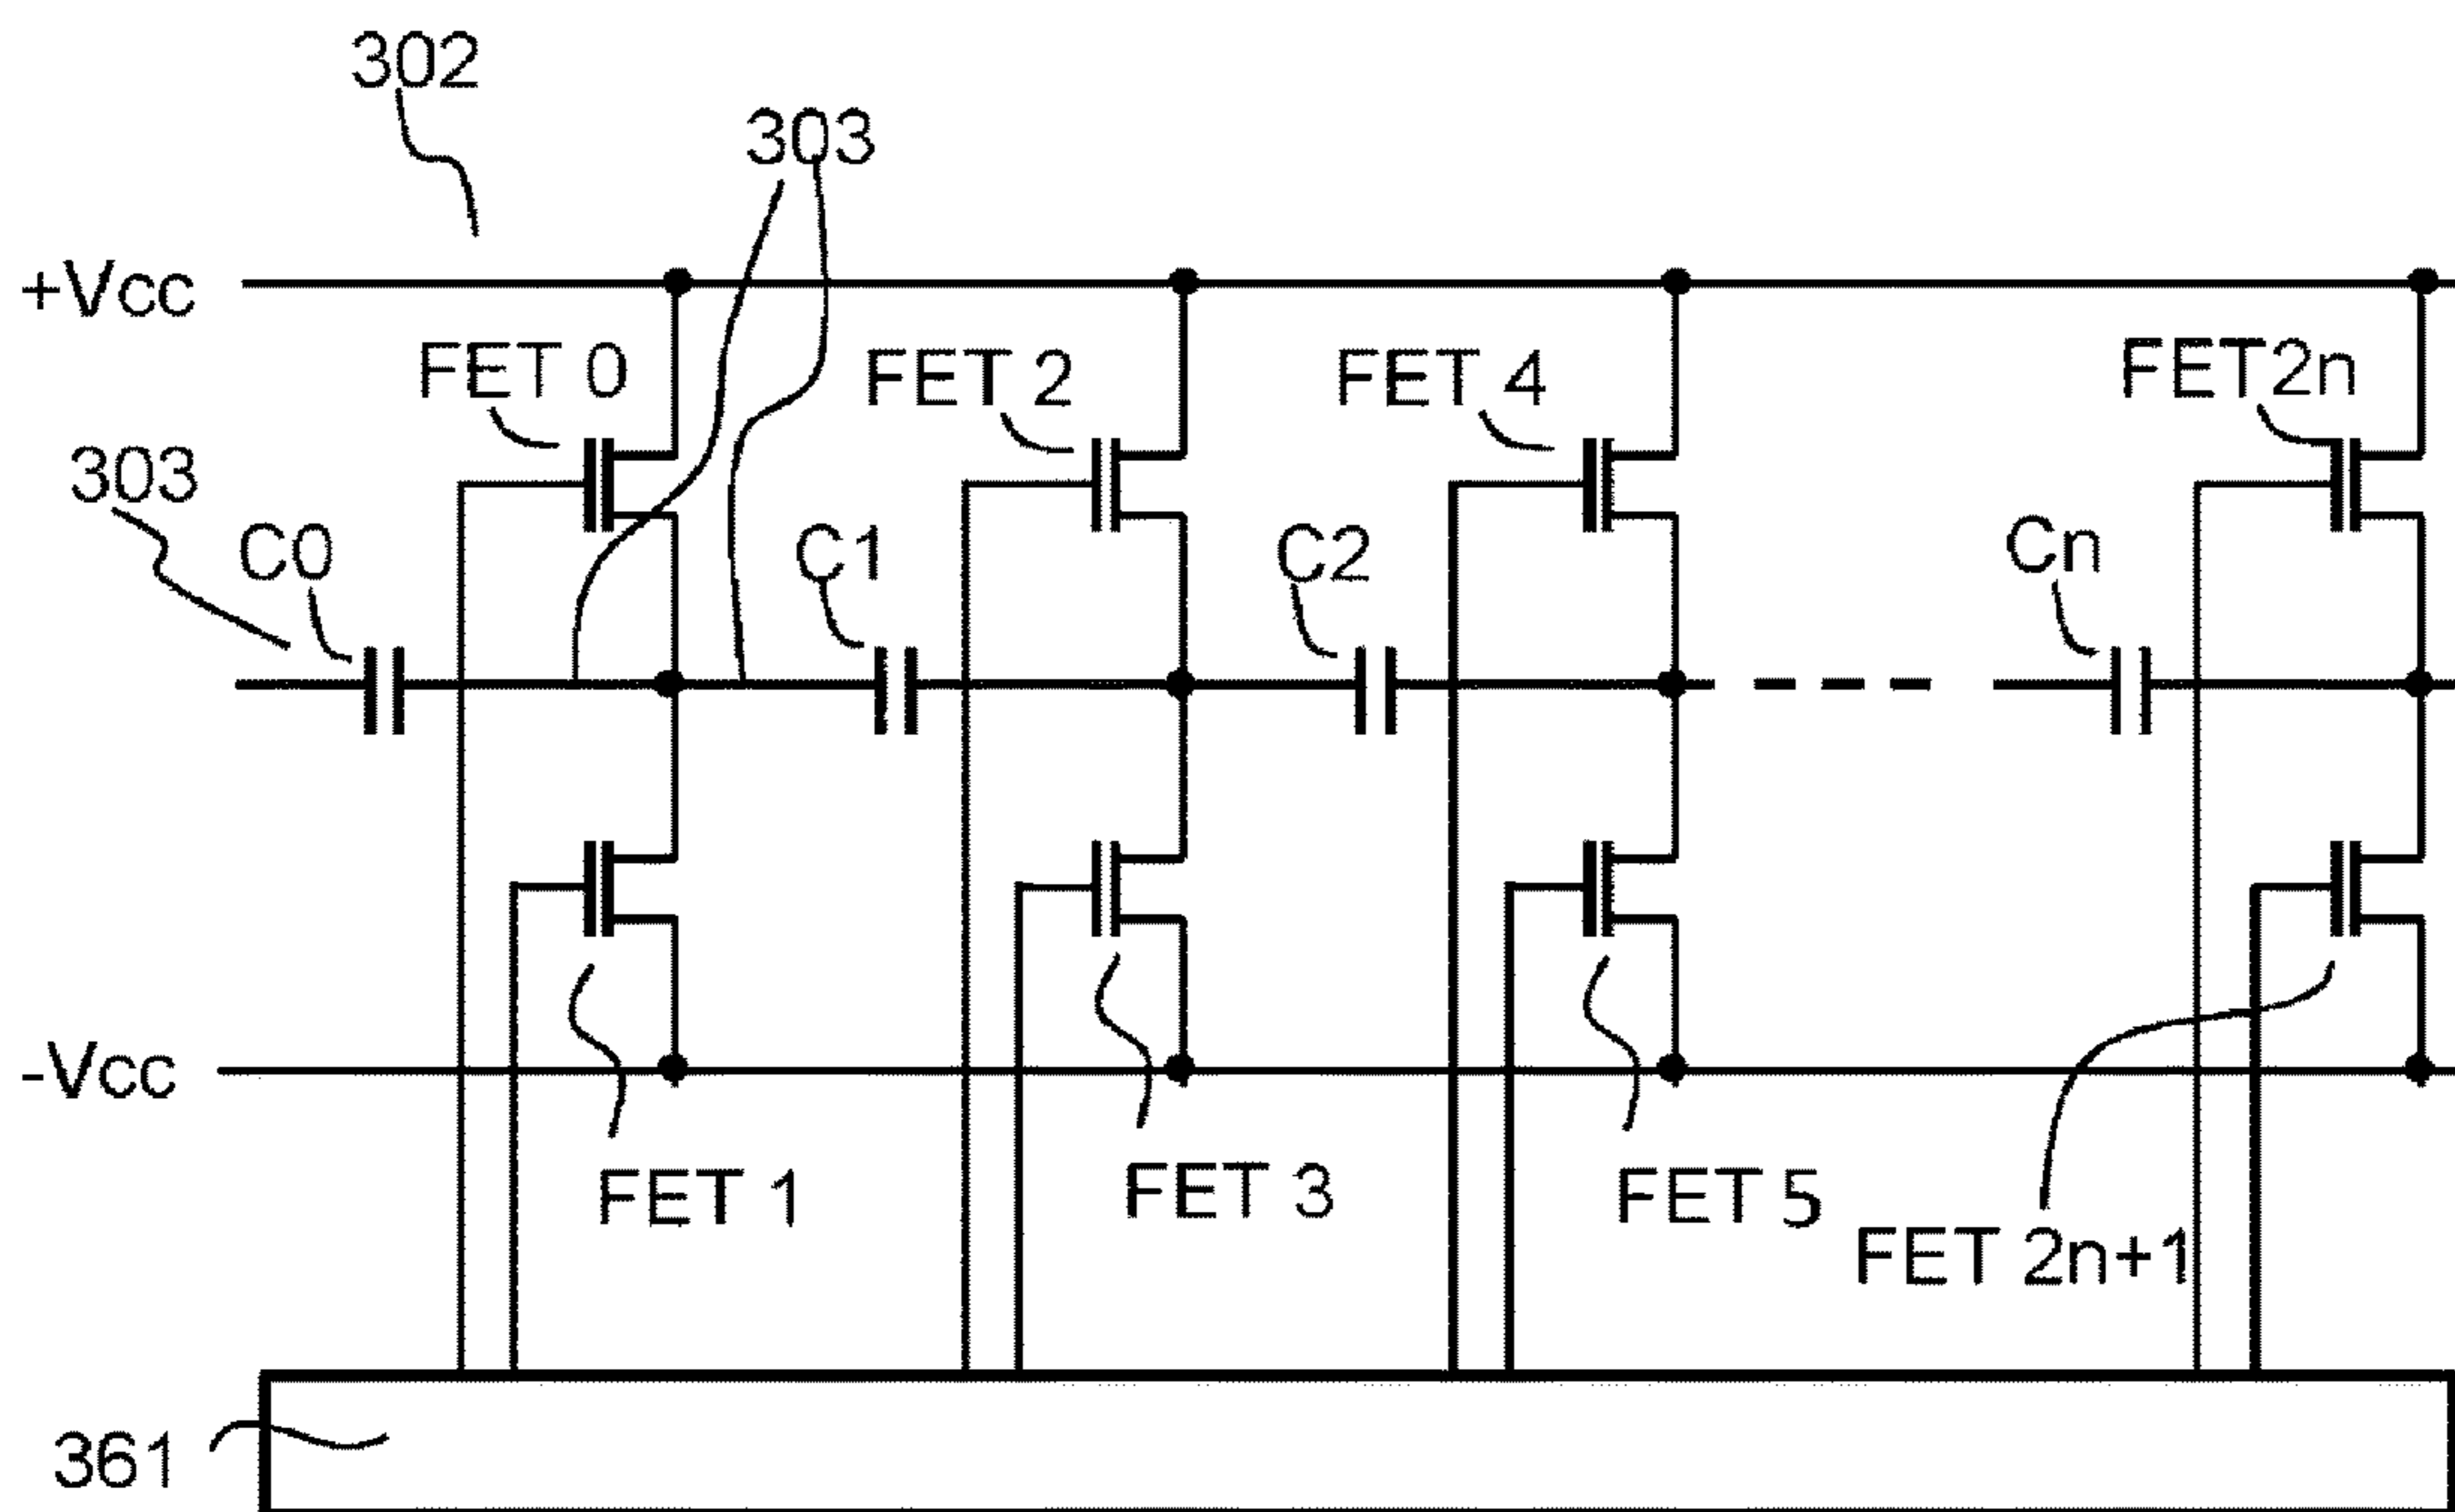 302
303
+Vcc
FET 0
FET 2
FET 4
FET2n
303
C0
C1
C2
Cn
-Vcc
FET 1
FET 3
FET 5
FET 2n+1
361